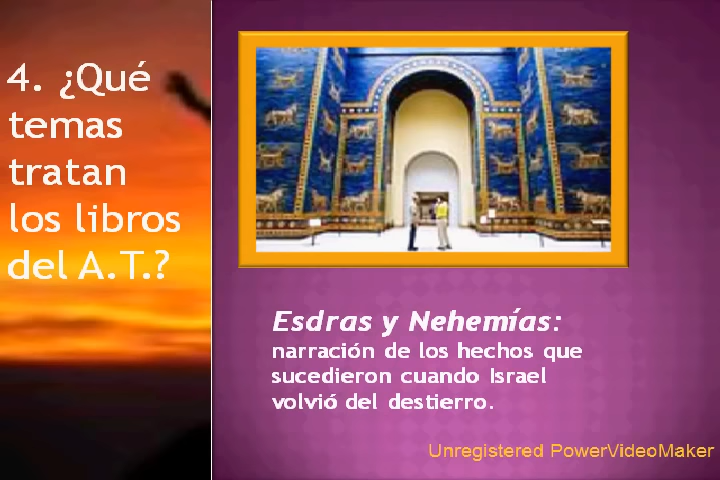 4. ¿Qué
temas
tratan
los libros
del A.T.?
Esdras y Nehemías:
narración de los hechos que
sucedieron cuando Israel
volvió del destierro.
Unregistered PowerVideoMaker